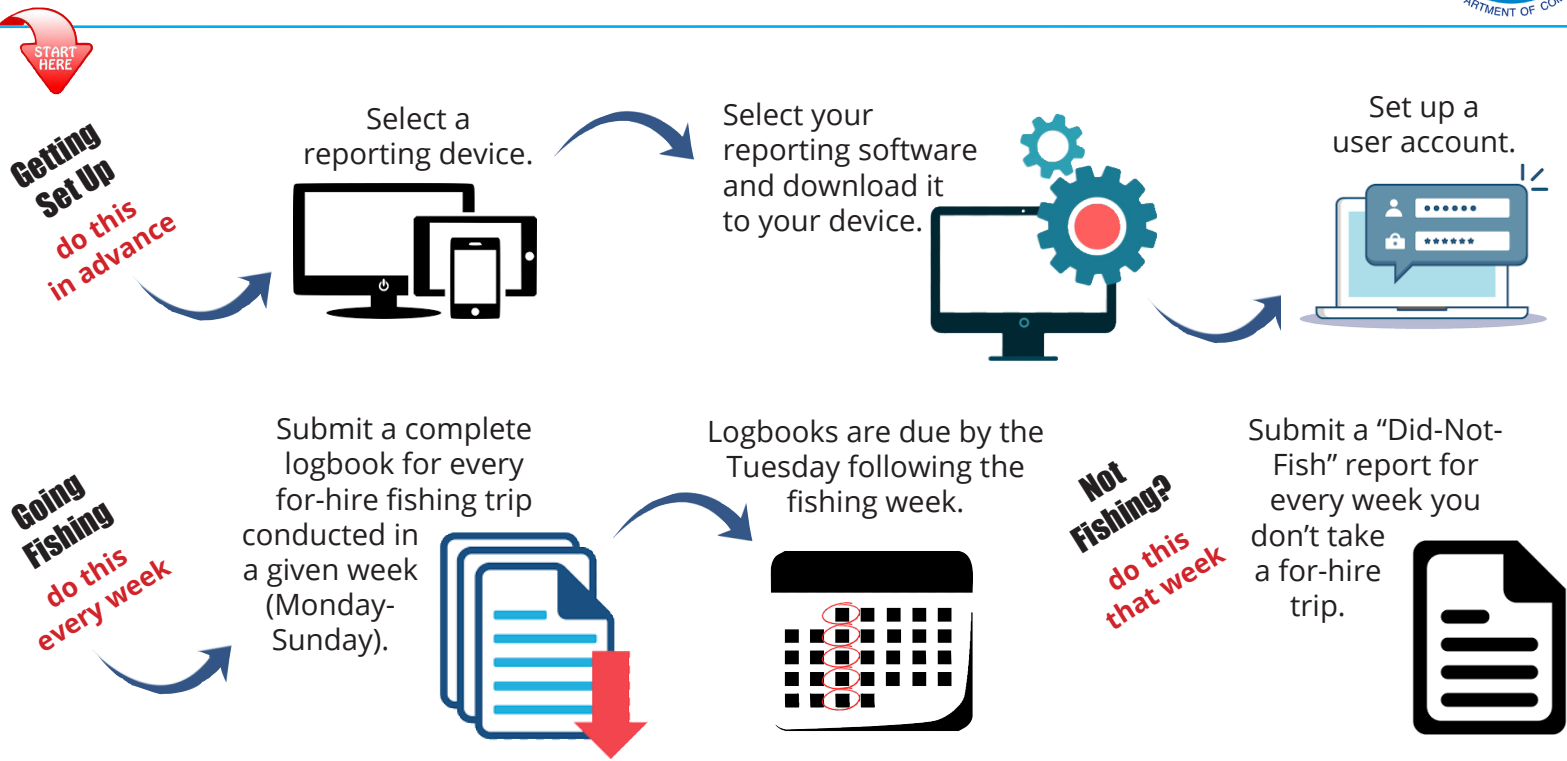 ARTMENT OF
START
HERE
Getting
Set Up
do this
in advance
Select a
reporting device.
Select your
reporting software
and download it
to your device.
Set up a
user account.
Going
Fishing
do this
every week
Submit a complete
logbook for every
for-hire fishing trip
conducted in
a given week
(Monday-
Sunday).
Logbooks are due by the
Tuesday following the
fishing week.
Not
Fishing?
do this
that week
Submit a “Did-Not-
Fish” report for
every week you
don’t take
a for-hire
trip.